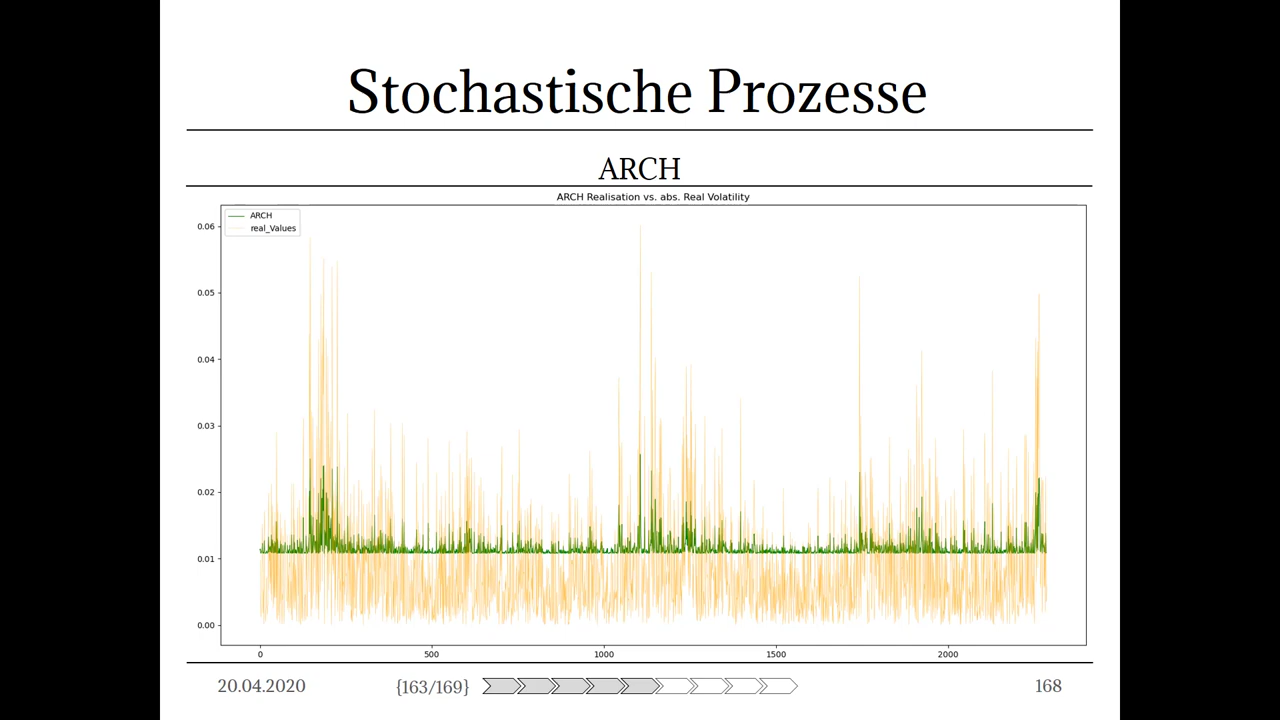 Stochastische Prozesse
ARCH
ARCH Realisation vs. abs. Real Volatility
ARCH
real_Values
0.06
0.05
0.04
0.03
0.02
0.01
0.00
0 500 1000 1500 2000
20.04.2020 {163/169} 168